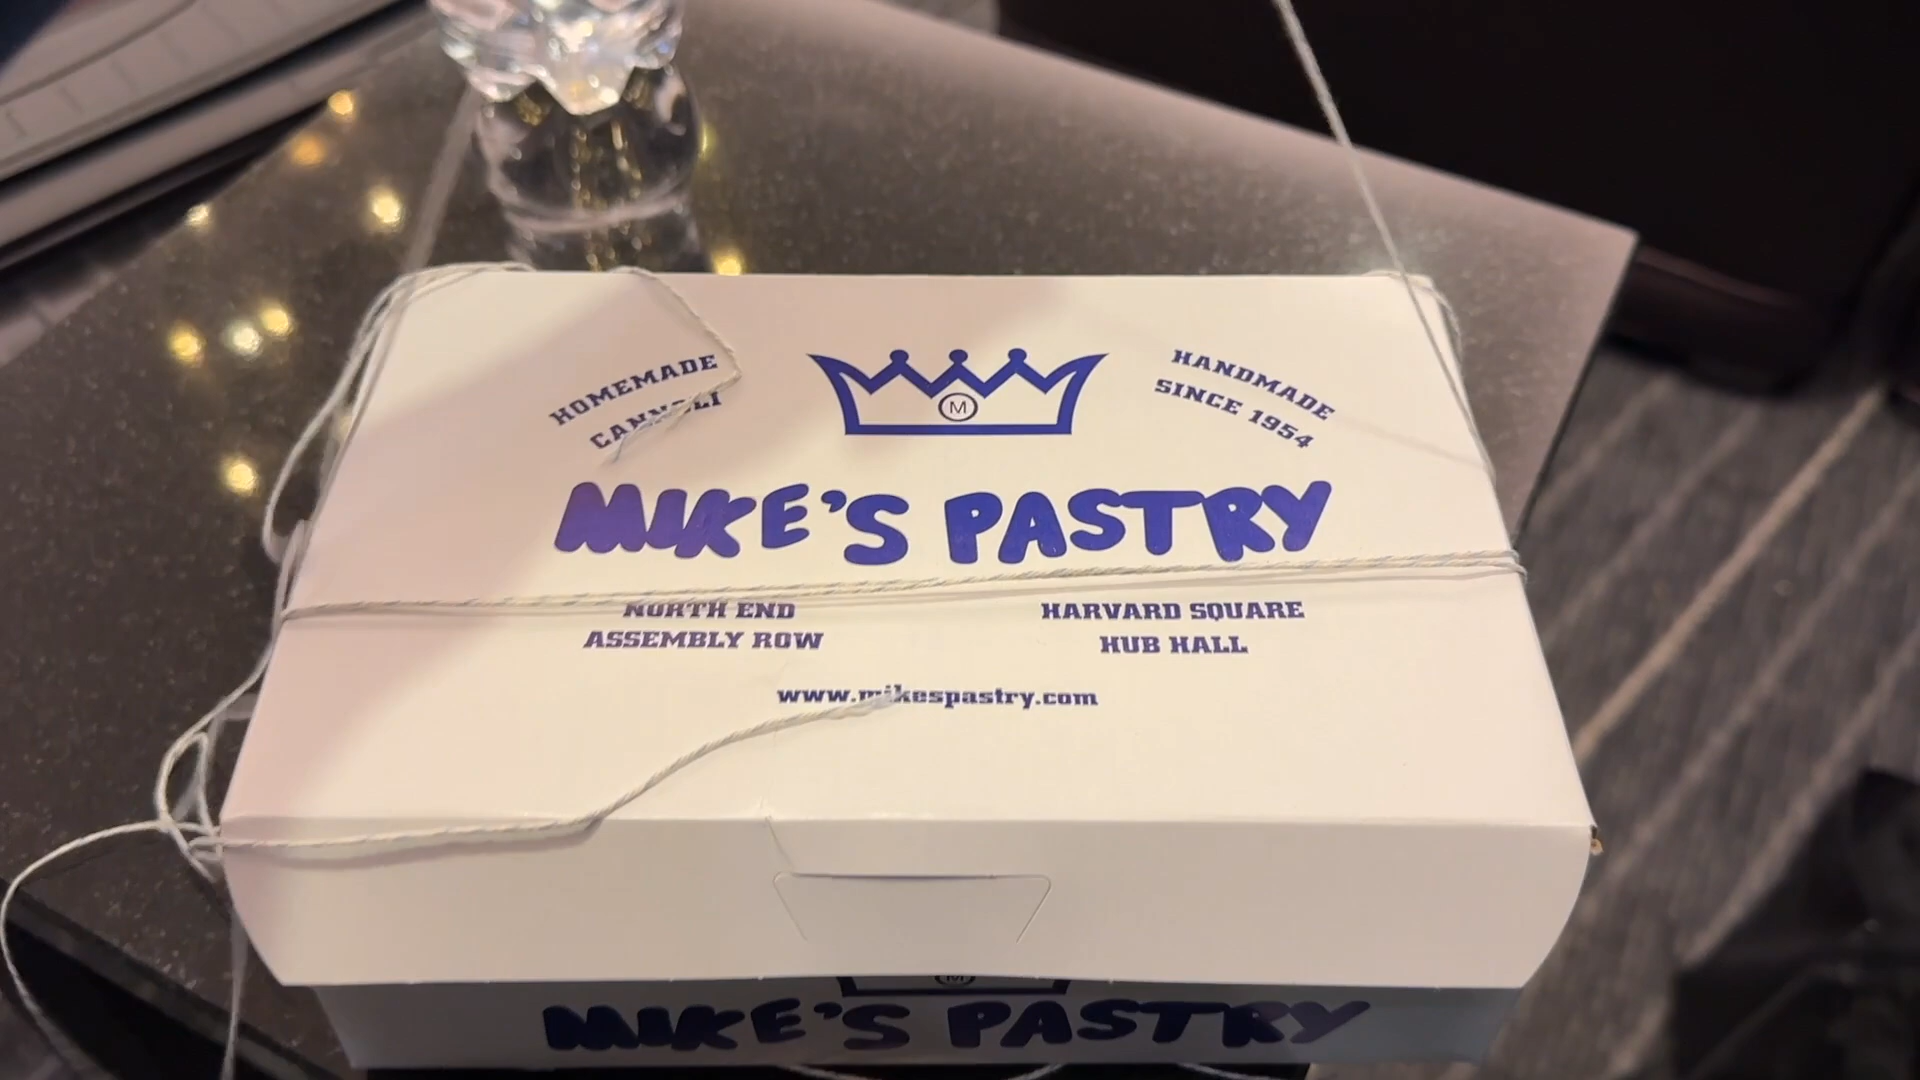 HOMEMADE
CANNOLI
M
HANDMADE
SINCE 1954
MIKE'S PASTRY
NORTH END
ASSEMBLY ROW
HARVARD SQUARE
HUB HALL
www.mikespastry.com
M
MIKE'S PASTRY